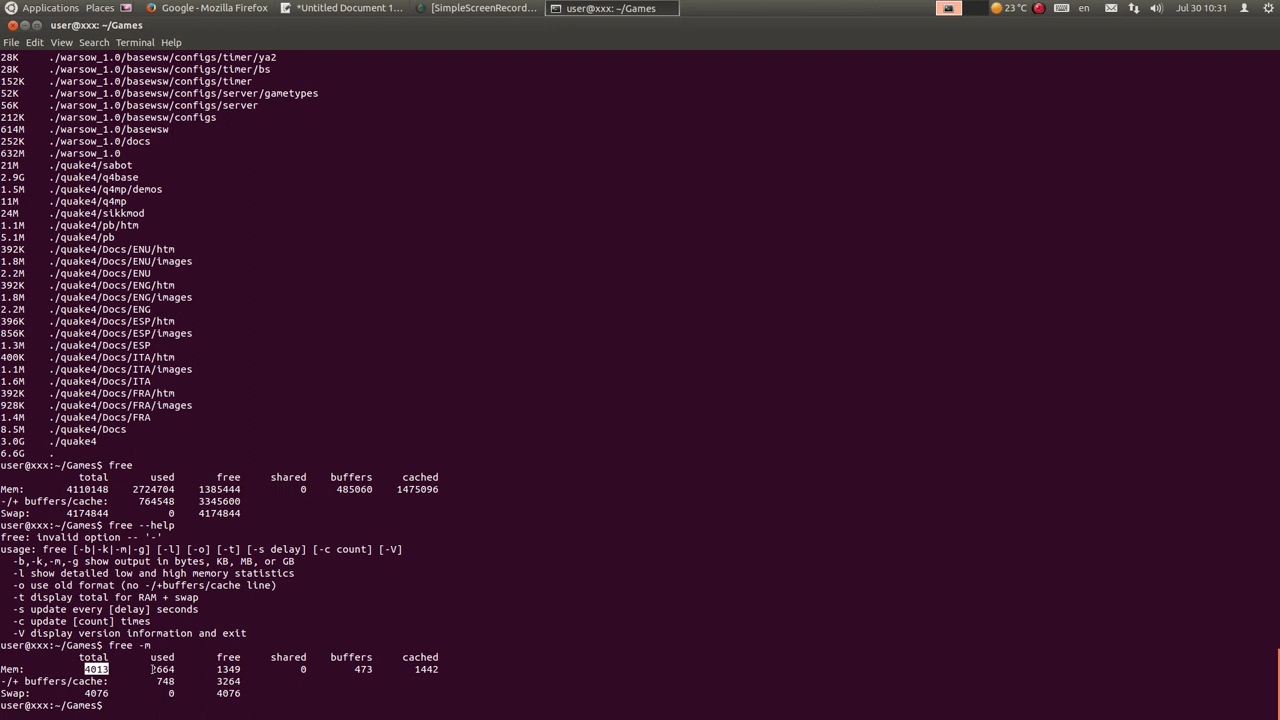 Applications Places Google - Mozilla Firefox *Untitled Document 1... [SimpleScreenRecord... user@xxx: ~/Games 23 °C en Jul 30 10:31
user@xxx: ~/Games
File Edit View Search Terminal Help
28K ./warsow_1.0/basewsw/configs/timer/ya2
28K ./warsow_1.0/basewsw/configs/timer/bs
152K ./warsow_1.0/basewsw/configs/timer
52K ./warsow_1.0/basewsw/configs/server/gametypes
56K ./warsow_1.0/basewsw/configs/server
212K ./warsow_1.0/basewsw/configs
614M ./warsow_1.0/basewsw
252K ./warsow_1.0/docs
632M ./warsow_1.0
21M ./quake4/sabot
2.9G ./quake4/q4base
1.5M ./quake4/q4mp/demos
11M ./quake4/q4mp
24M ./quake4/sikkmod
1.1M ./quake4/pb/htm
5.1M ./quake4/pb
392K ./quake4/Docs/ENU/htm
1.8M ./quake4/Docs/ENU/images
2.2M ./quake4/Docs/ENU
392K ./quake4/Docs/ENG/htm
1.8M ./quake4/Docs/ENG/images
2.2M ./quake4/Docs/ENG
396K ./quake4/Docs/ESP/htm
856K ./quake4/Docs/ESP/images
1.3M ./quake4/Docs/ESP
400K ./quake4/Docs/ITA/htm
1.1M ./quake4/Docs/ITA/images
1.6M ./quake4/Docs/ITA
392K ./quake4/Docs/FRA/htm
928K ./quake4/Docs/FRA/images
1.4M ./quake4/Docs/FRA
8.5M ./quake4/Docs
3.0G ./quake4
6.6G .
user@xxx:~/Games$ free
total used free shared buffers cached
Mem: 4110148 2724704 1385444 0 485060 1475096
-/+ buffers/cache: 764548 3345600
Swap: 4174844 0 4174844
user@xxx:~/Games$ free --help
free: invalid option -- '-'
usage: free [-b|-k|-m|-g] [-l] [-o] [-t] [-s delay] [-c count] [-V]
-b,-k,-m,-g show output in bytes, KB, MB, or GB
-l show detailed low and high memory statistics
-o use old format (no -/+buffers/cache line)
-t display total for RAM + swap
-s update every [delay] seconds
-c update [count] times
-V display version information and exit
user@xxx:~/Games$ free -m
total used free shared buffers cached
Mem: 4013 2664 1349 0 473 1442
-/+ buffers/cache: 748 3264
Swap: 4076 0 4076
user@xxx:~/Games$